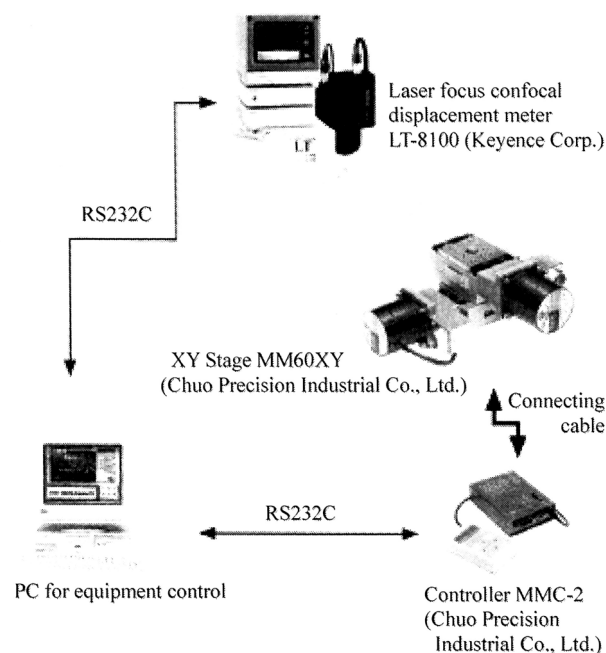 Laser focus confocal
displacement meter
LT-8100 (Keyence Corp.)
LT
RS232C
XY Stage MM60XY
(Chuo Precision Industrial Co., Ltd.)
Connecting
cable
RS232C
PC for equipment control
Controller MMC-2
(Chuo Precision
Industrial Co., Ltd.)